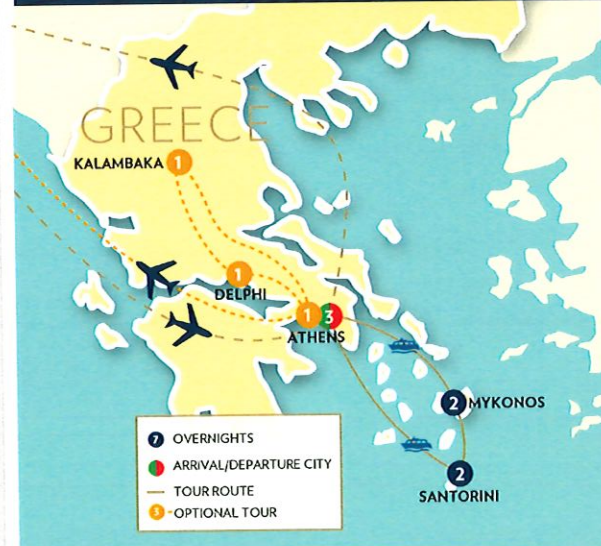 GREECE
KALAMBAKA 1
1
DELPHI
1 3
ATHENS
2 MYKONOS
2
SANTORINI
7 OVERNIGHTS
ARRIVAL/DEPARTURE CITY
TOUR ROUTE
3 OPTIONAL TOUR